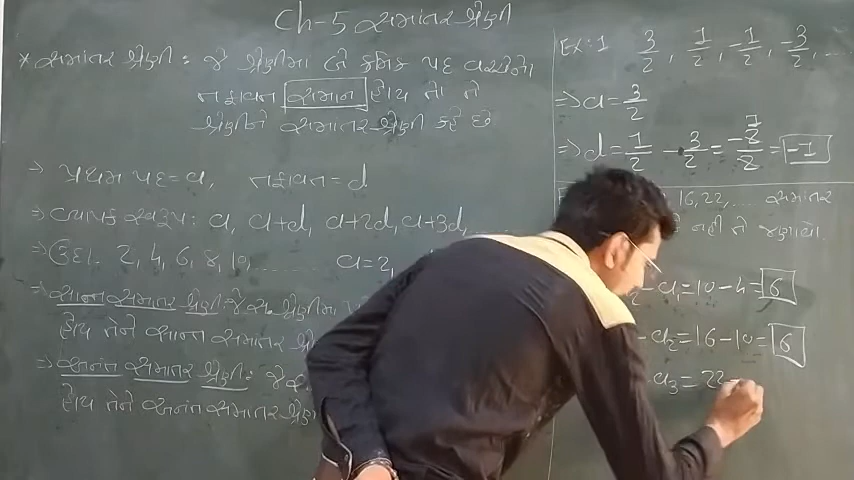 Ch-5 સમાંતર શ્રેણી
* સમાંતર શ્રેણી : જે શ્રેણીમાં બે ક્રમિક પદ વચ્ચેનો
તફાવત સમાન હોય તો તે
શ્રેણીને સમાંતર શ્રેણી કહે છે
→ પ્રથમ પદ = a, તફાવત = d
⇒ વ્યાપક સ્વરૂપ: a, a+d, a+2d, a+3d,......
⇒ ઉદા. 2, 4, 6, 8, 10, ........ a=2,
⇒ સાન્ત સમાંતર શ્રેણી જે શ્રેણીમાં
હોય તેને સાન્ત સમાંતર શ્રેણી
⇒ અનંત સમાંતર શ્રેણી :
હોય તેને અનંત સમાંતર
Ex:1 3/2, 1/2, -1/2, -3/2, ...
⇒ a = 3/2
⇒ d = 1/2 - 3/2 = -2/2 = -1
16, 22, ... સમાંતર
નહી તે જણાવો.
- a₁ = 10 - 4 = 6
- a₂ = 16 - 10 = 6
- a₃ = 22 -